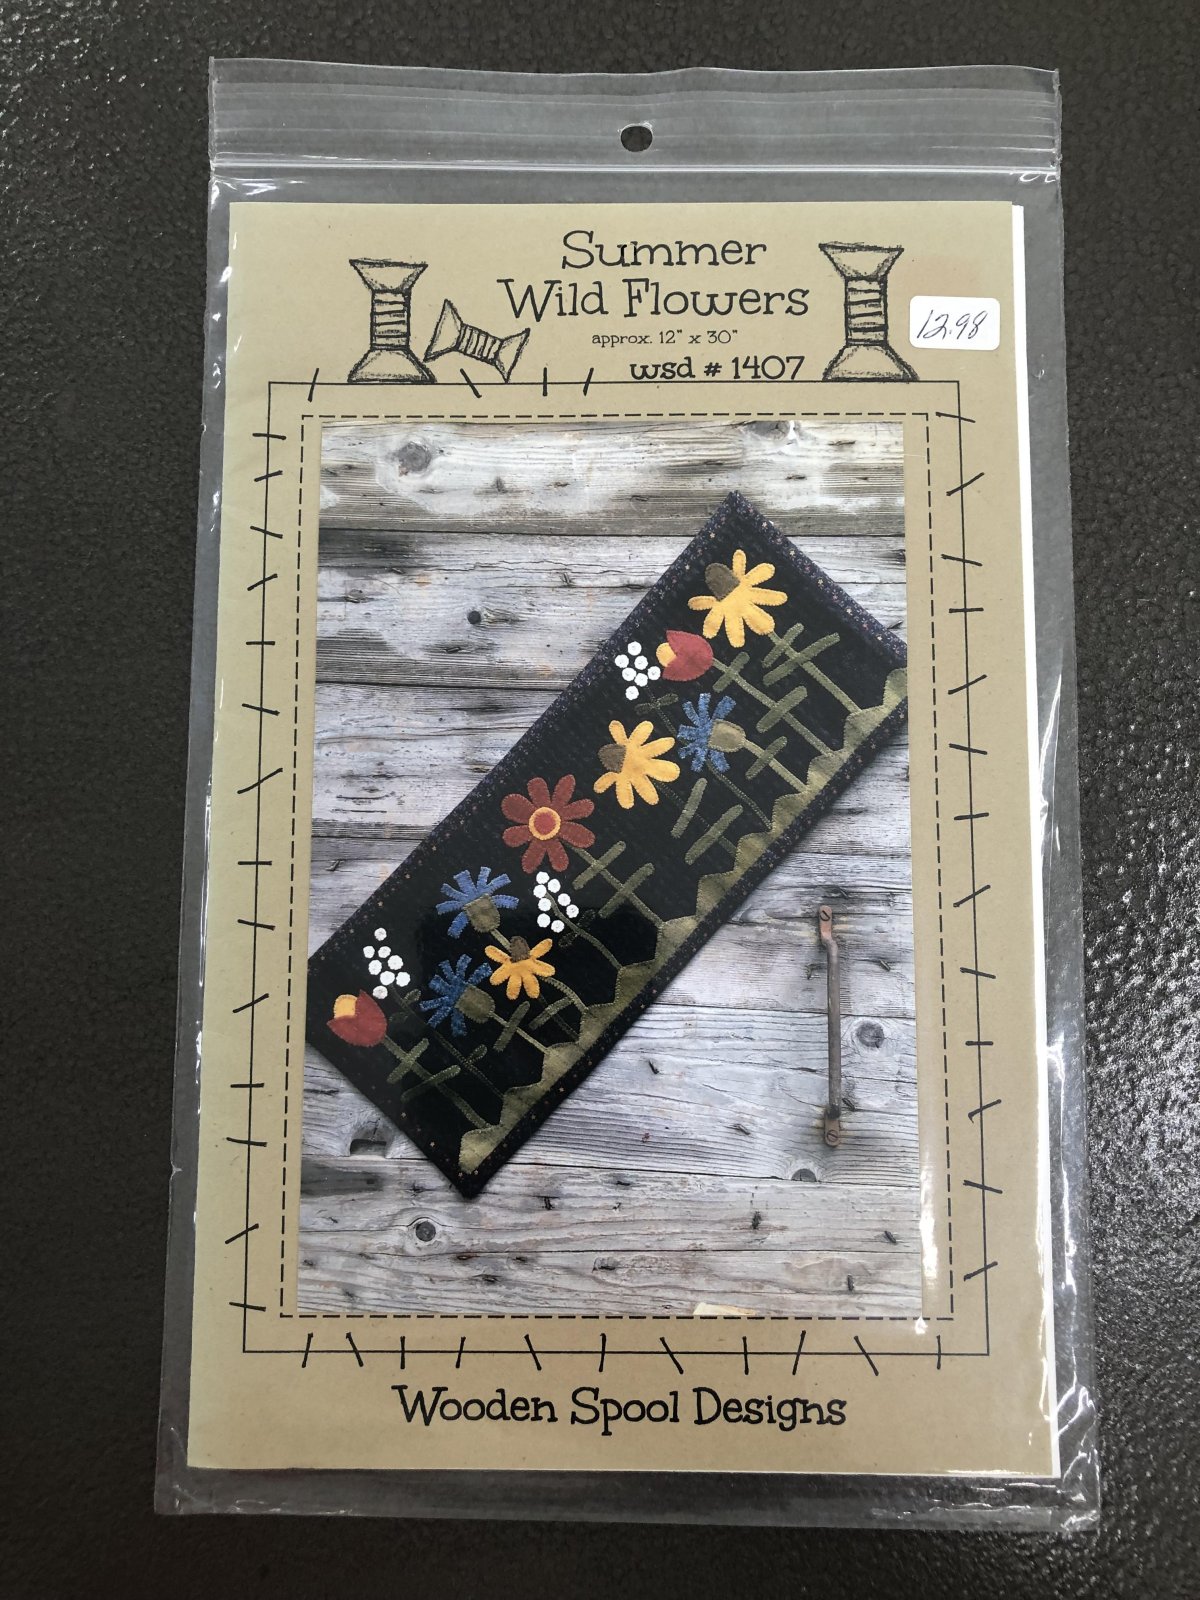 Summer
Wild Flowers
approx. 12" x 30"
wsd # 1407
12.98
Wooden Spool Designs